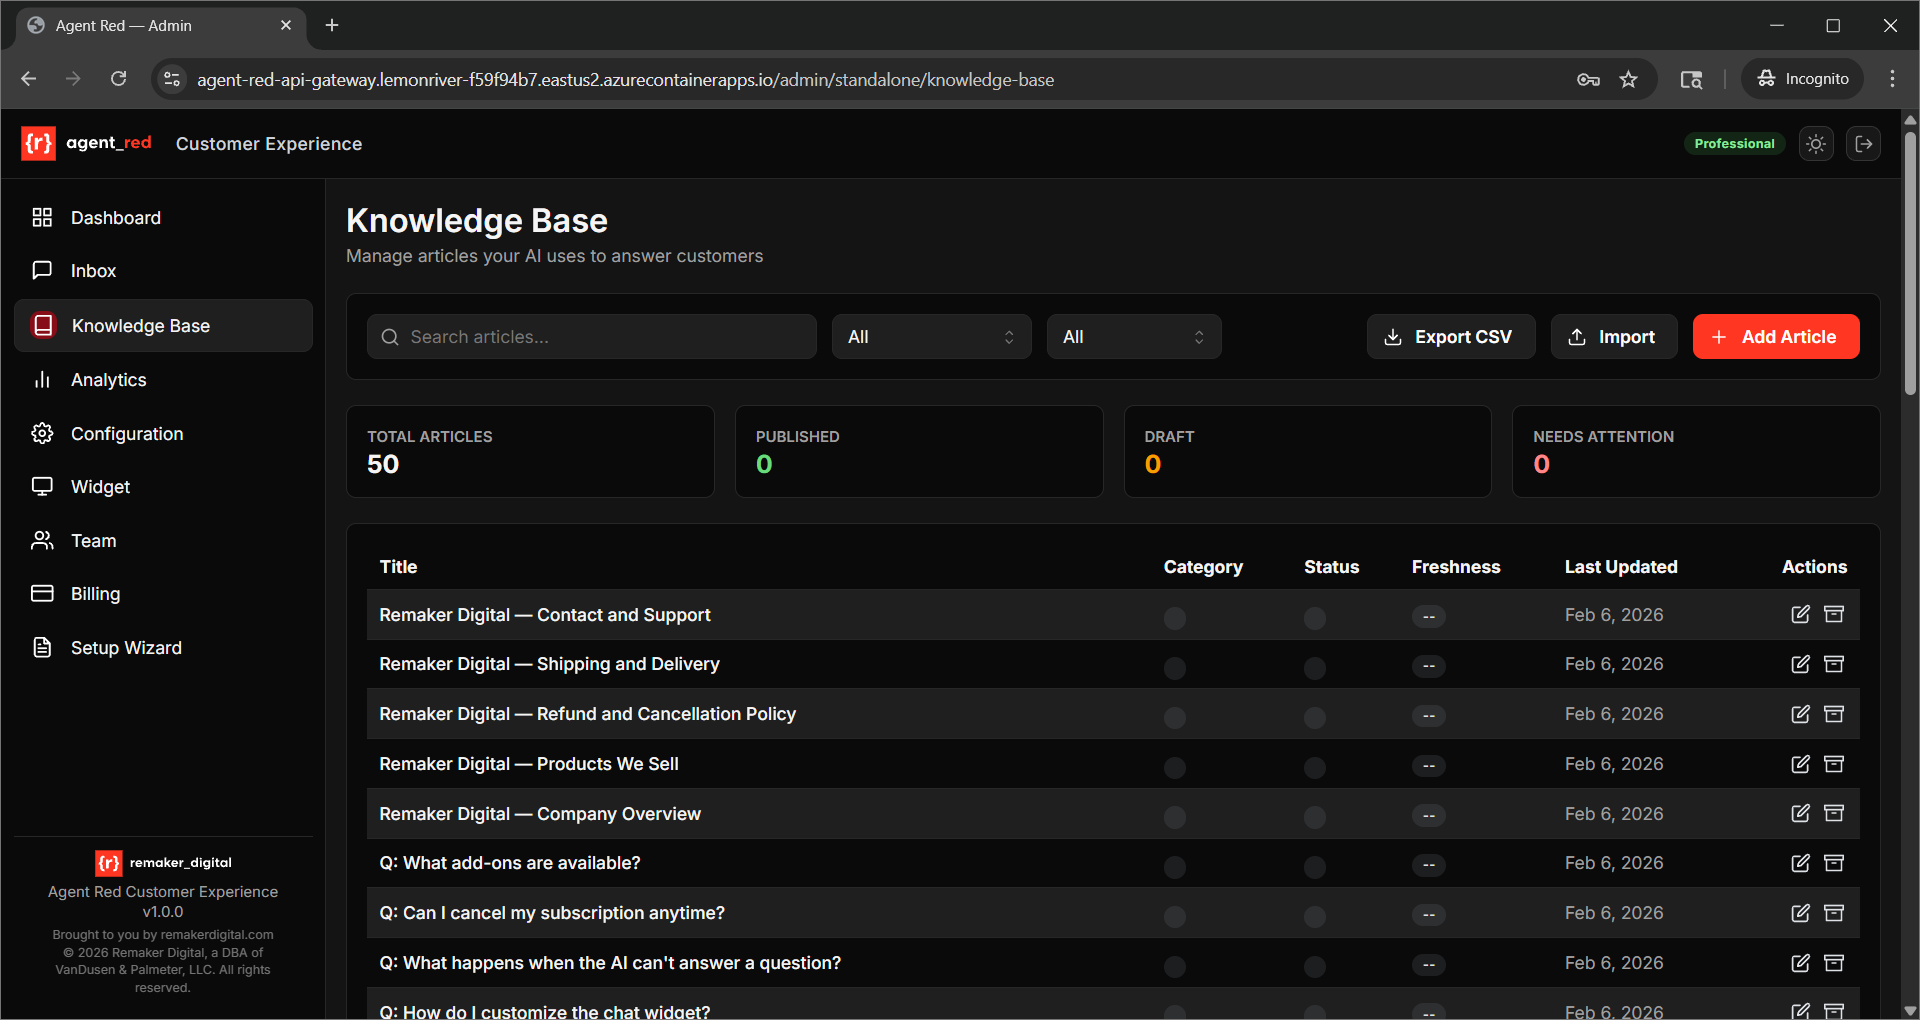 Agent Red — Admin
agent-red-api-gateway.lemonriver-f59f94b7.eastus2.azurecontainerapps.io/admin/standalone/knowledge-base
Incognito
{r} agent_red
Customer Experience
Professional
Dashboard
Inbox
Knowledge Base
Analytics
Configuration
Widget
Team
Billing
Setup Wizard
{r} remaker_digital
Agent Red Customer Experience
v1.0.0
Brought to you by remakerdigital.com
© 2026 Remaker Digital, a DBA of
VanDusen & Palmeter, LLC. All rights
reserved.
Knowledge Base
Manage articles your AI uses to answer customers
Search articles...
All
All
Export CSV
Import
Add Article
TOTAL ARTICLES
50
PUBLISHED
0
DRAFT
0
NEEDS ATTENTION
0
Title Category Status Freshness Last Updated Actions
Remaker Digital — Contact and Support -- Feb 6, 2026
Remaker Digital — Shipping and Delivery -- Feb 6, 2026
Remaker Digital — Refund and Cancellation Policy -- Feb 6, 2026
Remaker Digital — Products We Sell -- Feb 6, 2026
Remaker Digital — Company Overview -- Feb 6, 2026
Q: What add-ons are available? -- Feb 6, 2026
Q: Can I cancel my subscription anytime? -- Feb 6, 2026
Q: What happens when the AI can't answer a question? -- Feb 6, 2026
Q: How do I customize the chat widget? -- Feb 6, 2026